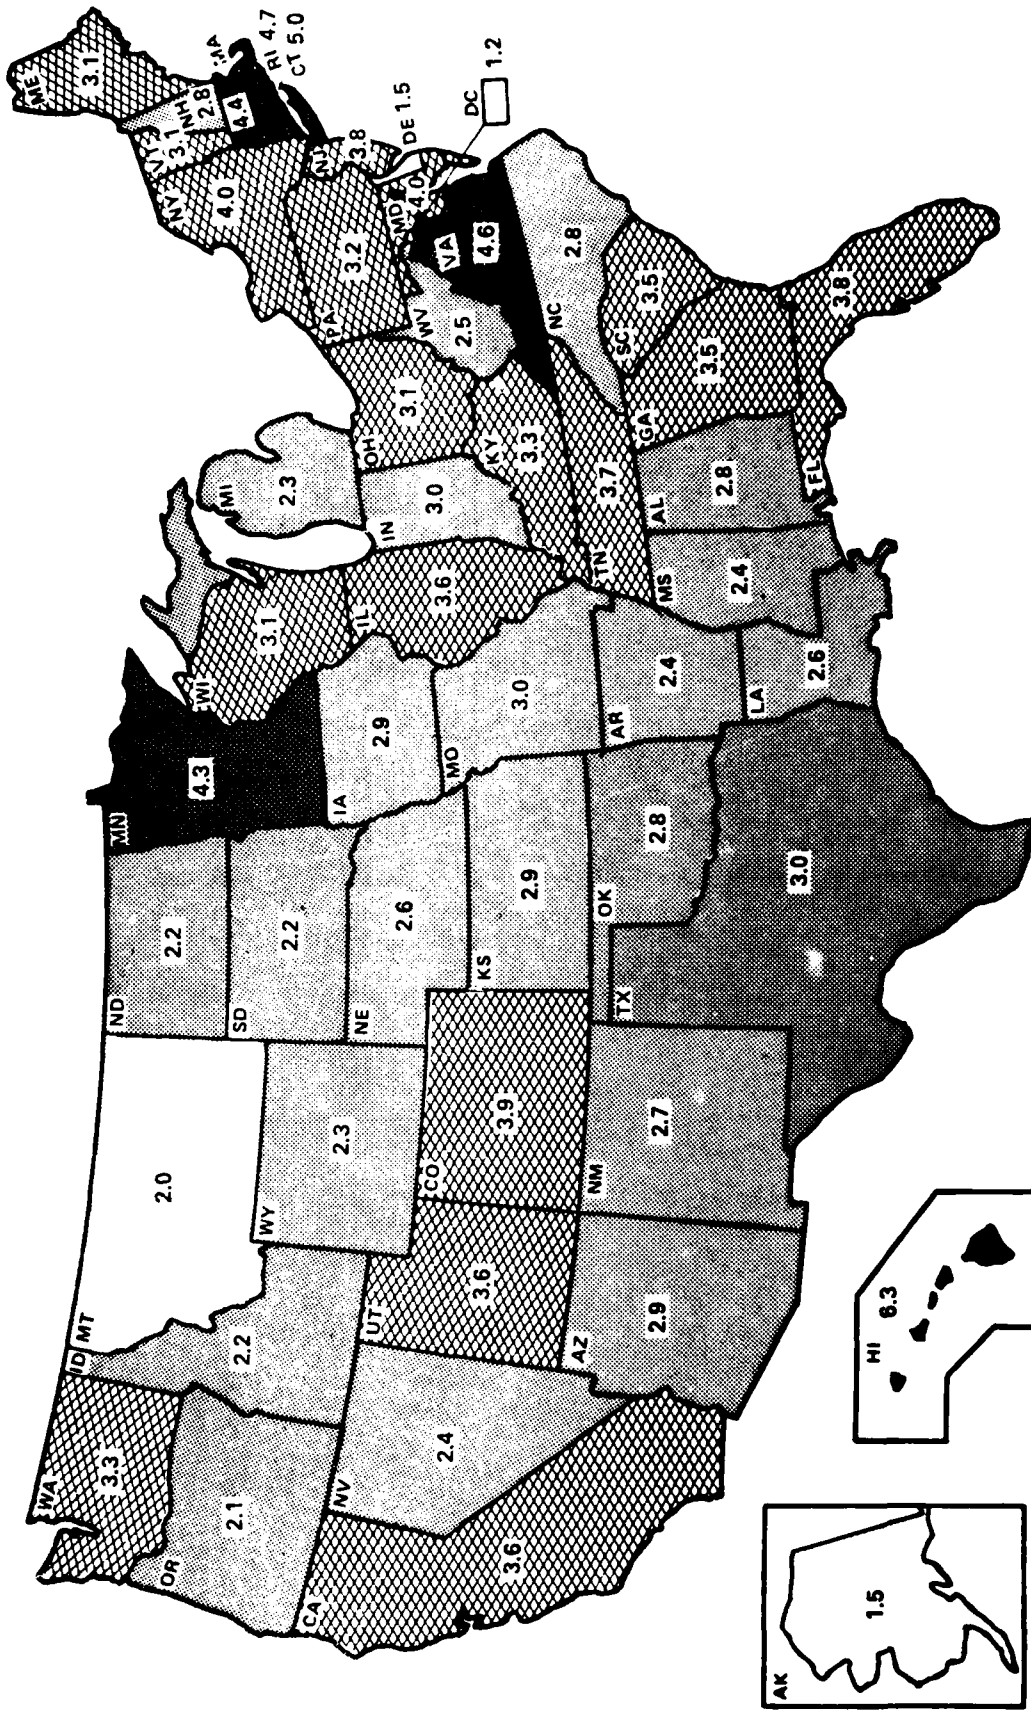 WA
3.3
OR
2.1
CA
3.6
ID
2.2
NV
2.4
MT
2.0
WY
2.3
UT
3.6
CO
3.9
AZ
2.9
NM
2.7
ND
2.2
SD
2.2
NE
2.6
KS
2.9
OK
2.8
TX
3.0
MN
4.3
IA
2.9
MO
3.0
AR
2.4
LA
2.6
WI
3.1
IL
3.6
MI
2.3
IN
3.0
OH
3.1
KY
3.3
TN
3.7
MS
2.4
AL
2.8
GA
3.5
FL
3.8
SC
3.5
NC
2.8
VA
4.6
WV
2.5
PA
3.2
NY
4.0
VT
3.1
NH
2.8
ME
3.1
MA
4.4
RI 4.7
CT 5.0
NJ
3.8
DE 1.5
MD
4.0
DC
1.2
AK
1.5
HI
6.3